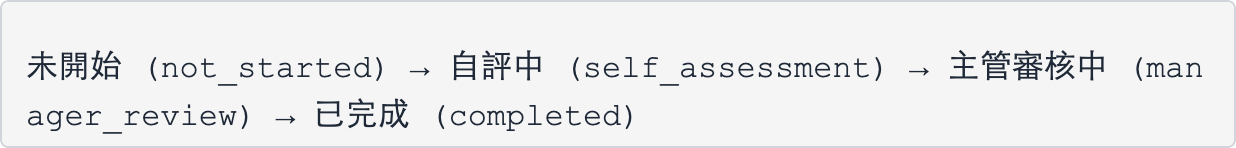 未開始 (not_started) → 自評中 (self_assessment) → 主管審核中 (man
ager_review) → 已完成 (completed)